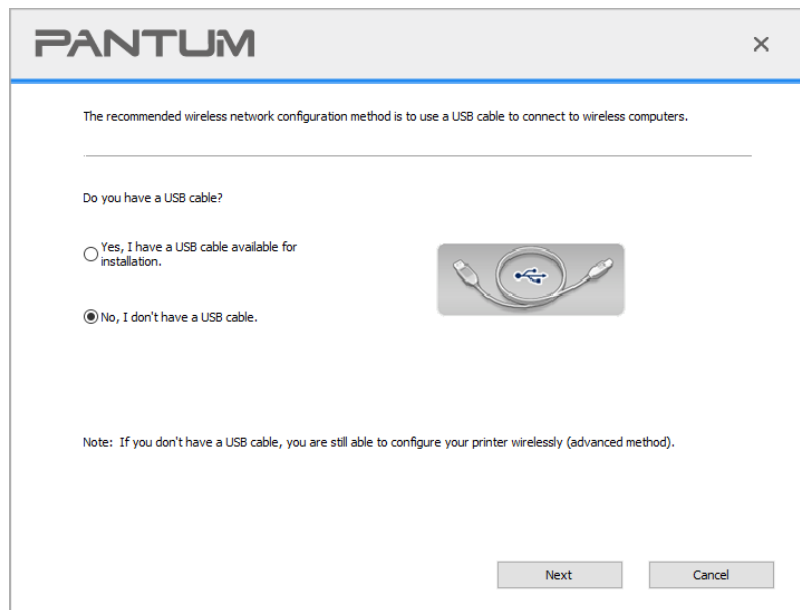 PANTUM
The recommended wireless network configuration method is to use a USB cable to connect to wireless computers.
Do you have a USB cable?
Yes, I have a USB cable available for
installation.
No, I don't have a USB cable.
Note: If you don't have a USB cable, you are still able to configure your printer wirelessly (advanced method).
Next Cancel